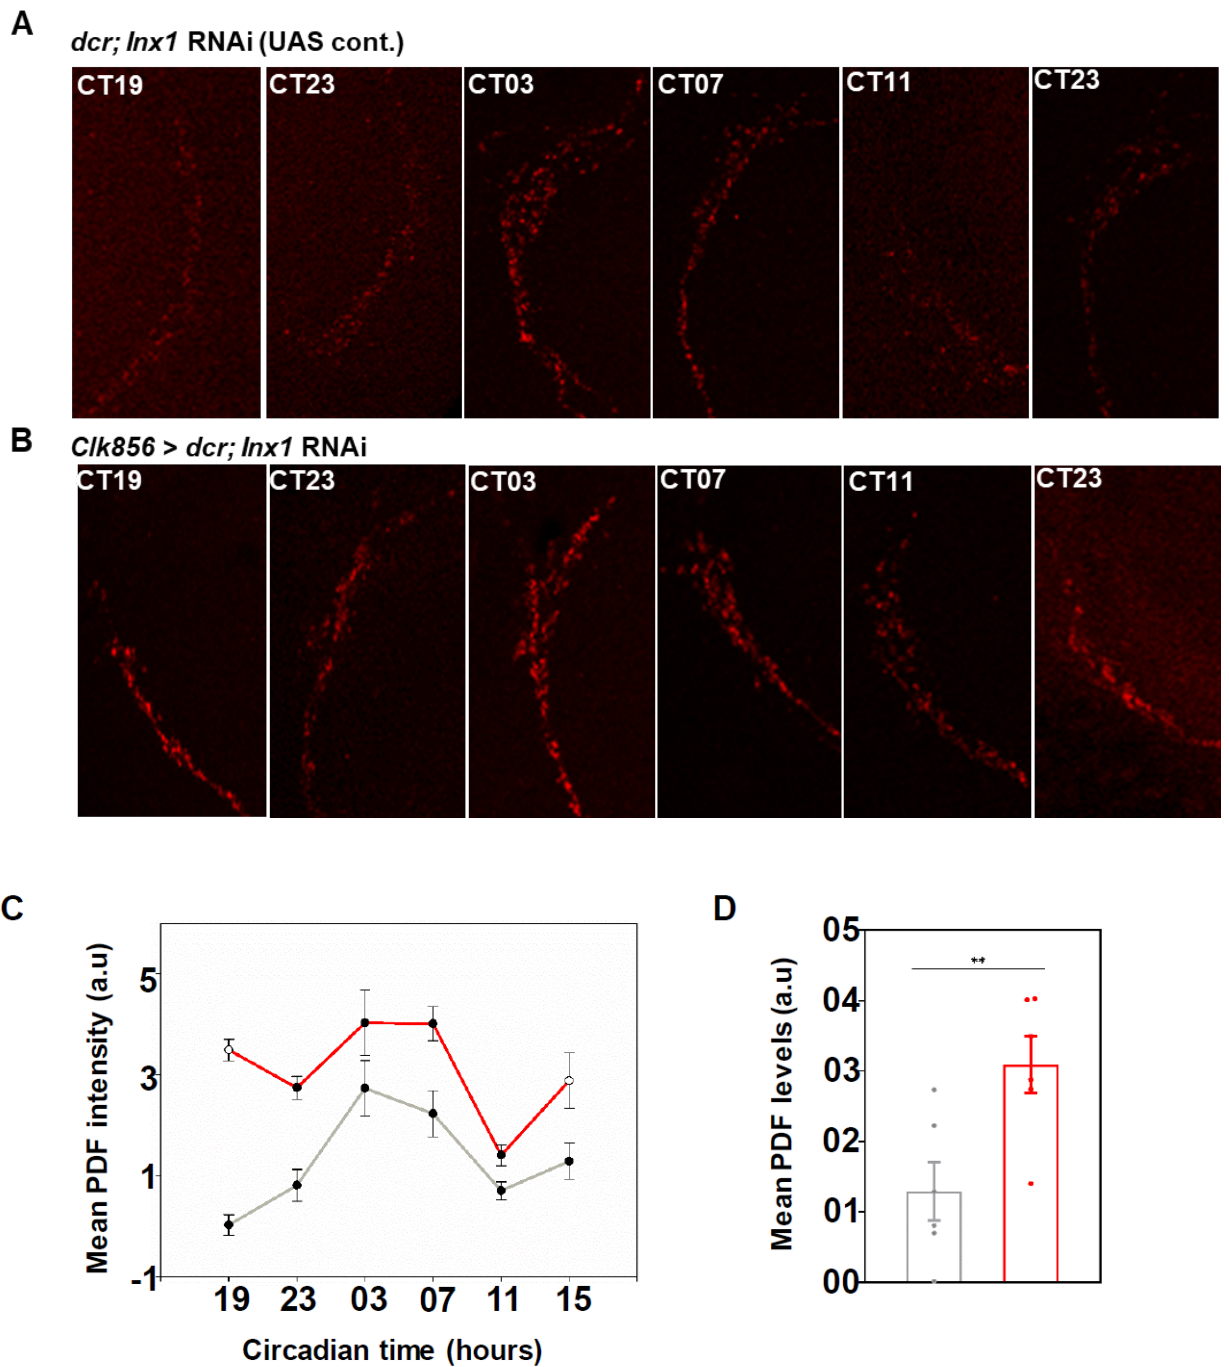 A
dcr; Inx1 RNAi (UAS cont.)
CT19 CT23 CT03 CT07 CT11 CT23
B
Clk856 > dcr; Inx1 RNAi
CT19 CT23 CT03 CT07 CT11 CT23
C
Mean PDF intensity (a.u)
5
3
1
-1
19 23 03 07 11 15
Circadian time (hours)
D
Mean PDF levels (a.u)
05
04
03
02
01
00
**